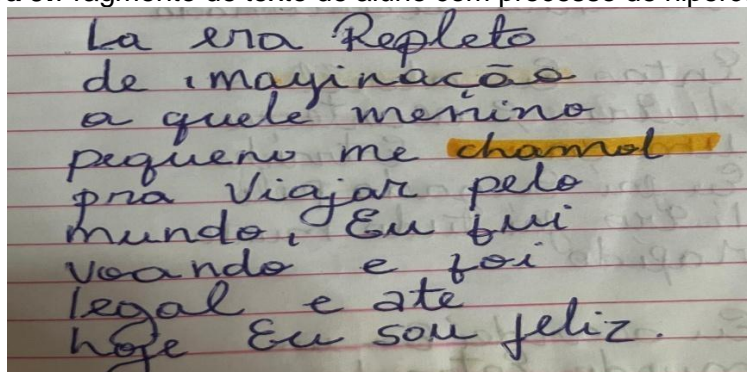 La era Repleto
de imaginação
a quele menino
pequeno me chamol
pra viajar pelo
mundo, Eu fui
voando e foi
legal e ate
hoje Eu sou feliz.